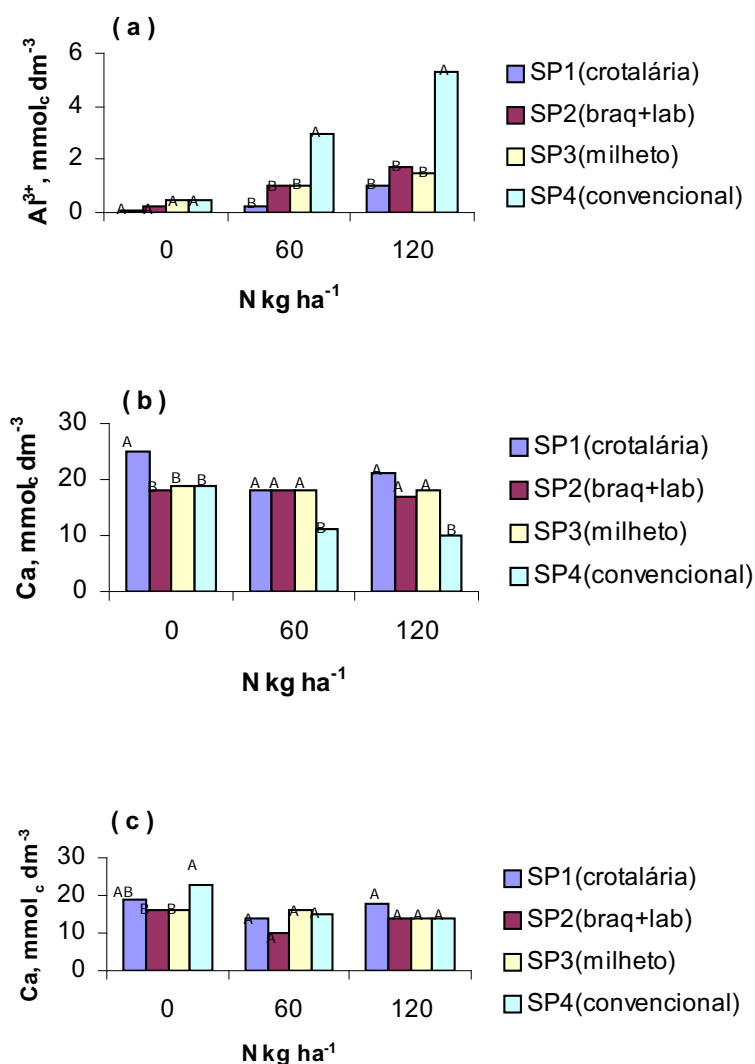 ( a )
Al³⁺, mmol_c dm⁻³
6
4
2
0
A A A A
B B B A
B B B A
0 60 120
N kg ha⁻¹
SP1(crotalária)
SP2(braq+lab)
SP3(milheto)
SP4(convencional)
( b )
Ca, mmol_c dm⁻³
30
20
10
0
A B B B
A A A B
A A A B
0 60 120
N kg ha⁻¹
SP1(crotalária)
SP2(braq+lab)
SP3(milheto)
SP4(convencional)
( c )
Ca, mmol_c dm⁻³
30
20
10
0
AB B B A
A A A A
A A A A
0 60 120
N kg ha⁻¹
SP1(crotalária)
SP2(braq+lab)
SP3(milheto)
SP4(convencional)